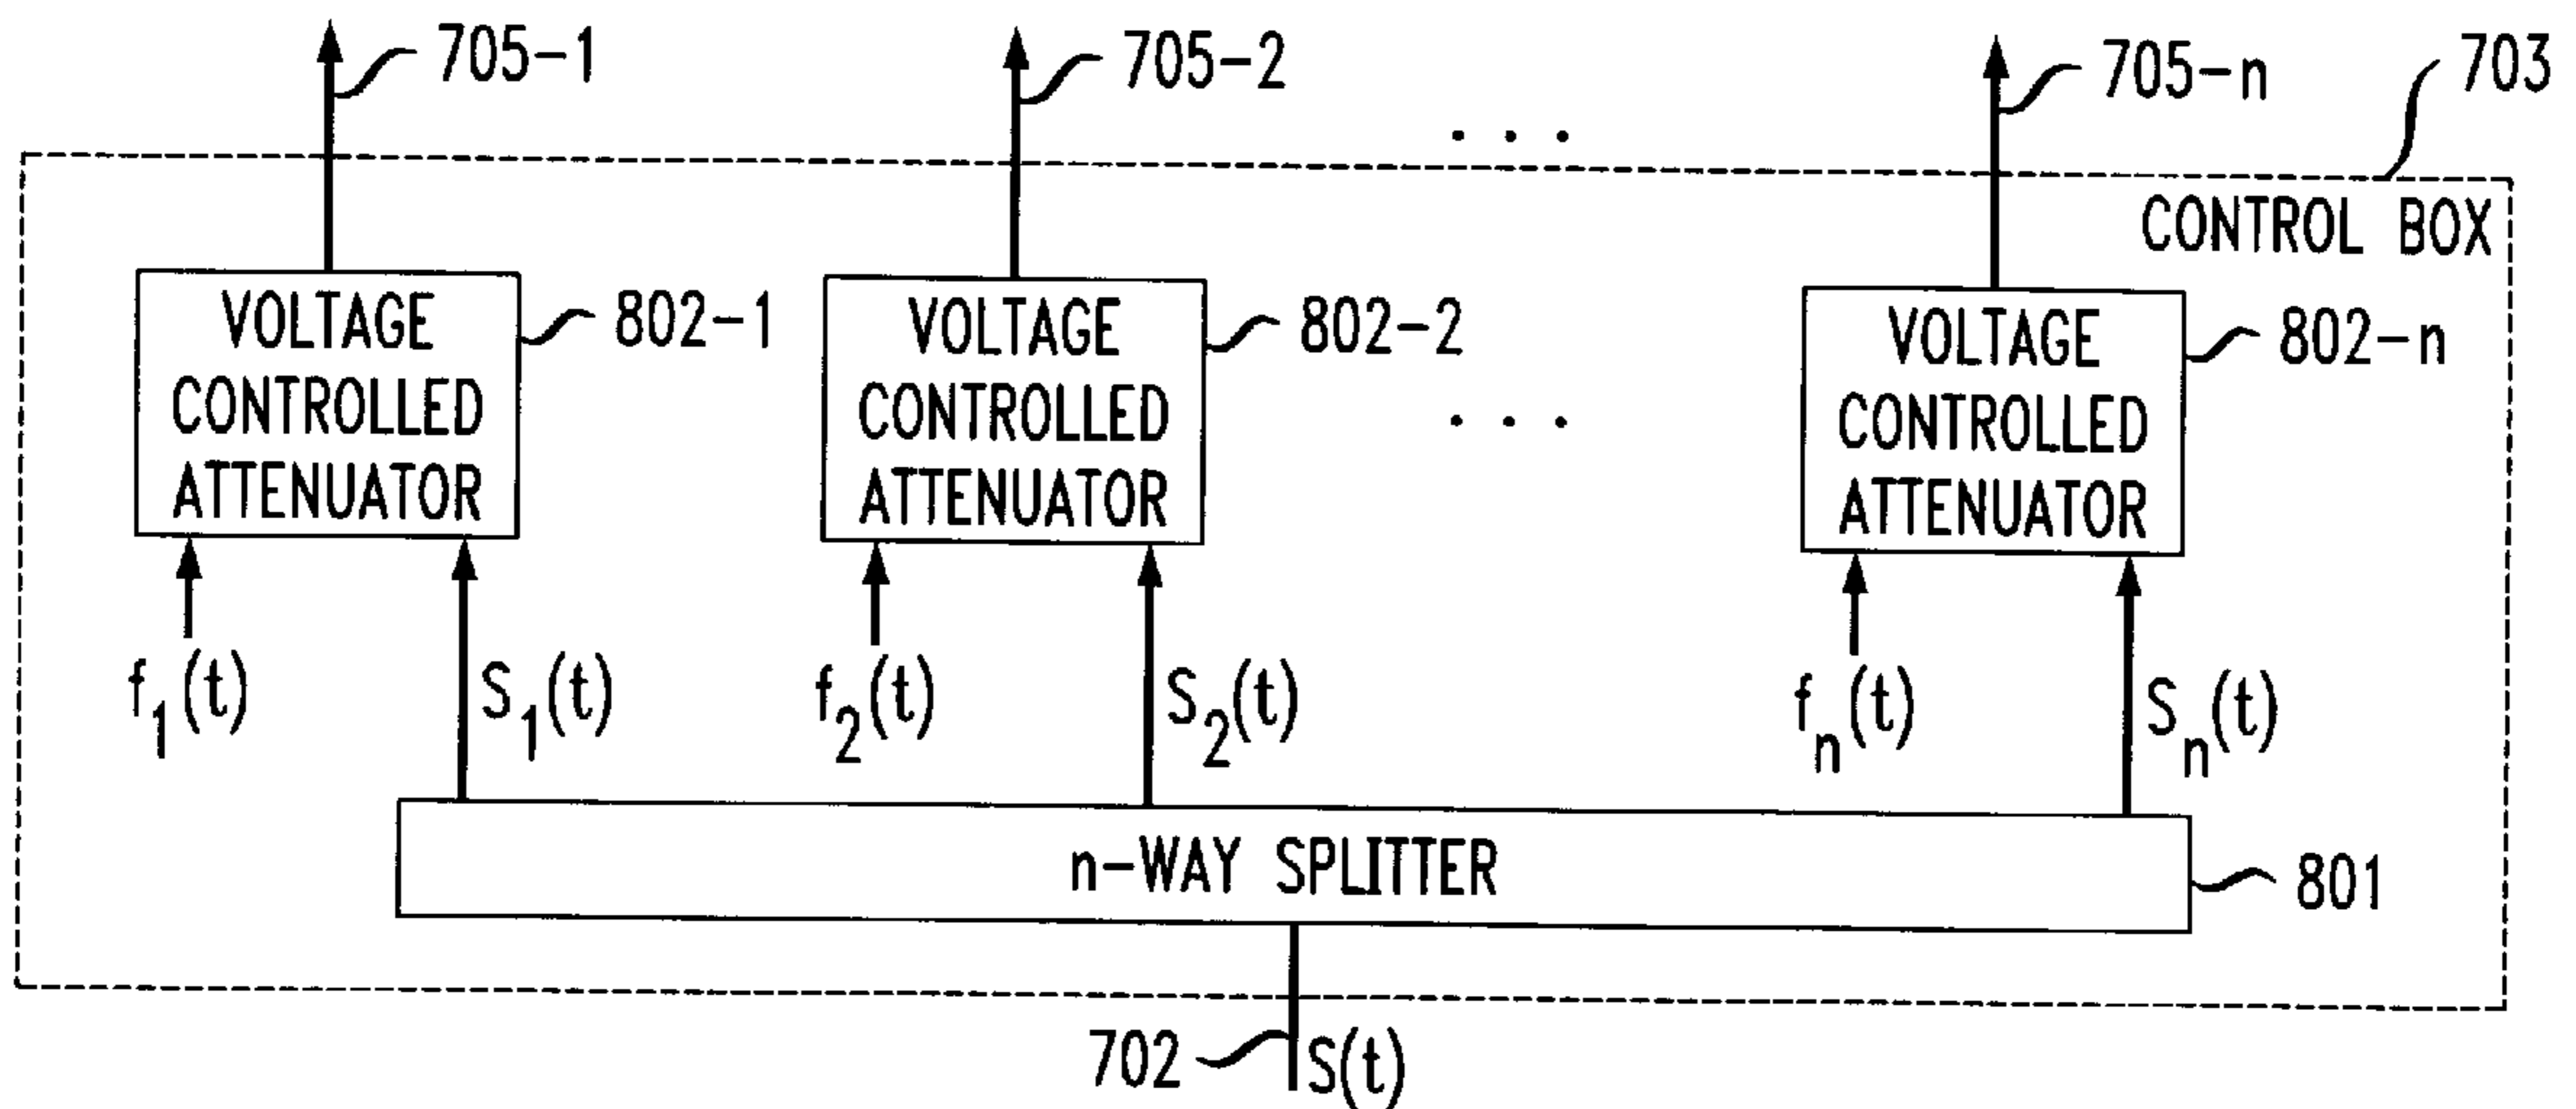 705-1
705-2
705-n
703
. . .
CONTROL BOX
VOLTAGE
CONTROLLED
ATTENUATOR
802-1
VOLTAGE
CONTROLLED
ATTENUATOR
802-2
. . .
VOLTAGE
CONTROLLED
ATTENUATOR
802-n
f₁(t)
S₁(t)
f₂(t)
S₂(t)
fₙ(t)
Sₙ(t)
n-WAY SPLITTER
801
702
S(t)